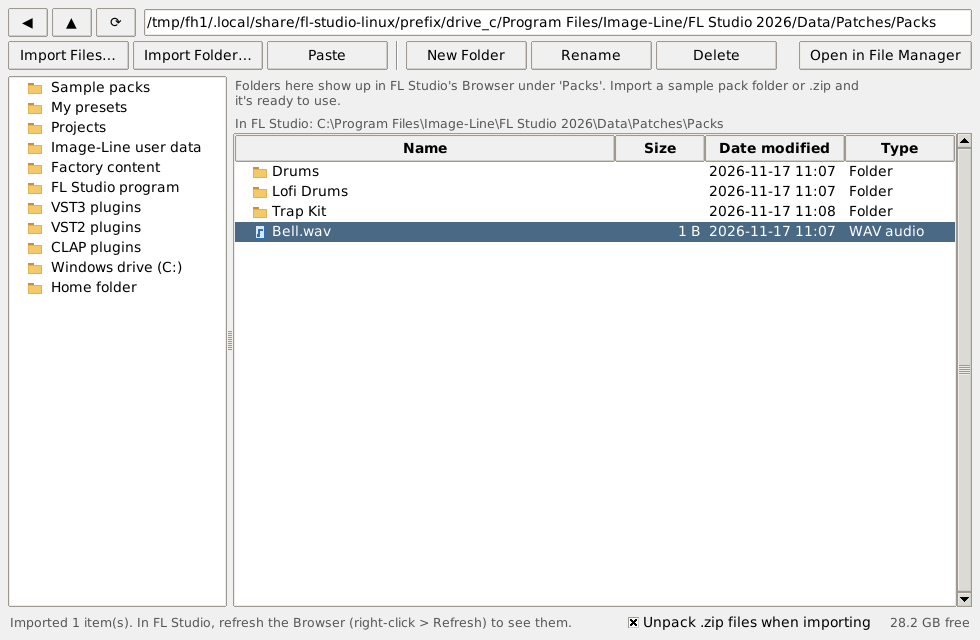 ◀ ▲ ⟳ /tmp/fh1/.local/share/fl-studio-linux/prefix/drive_c/Program Files/Image-Line/FL Studio 2026/Data/Patches/Packs
Import Files... Import Folder... Paste New Folder Rename Delete Open in File Manager
Sample packs
My presets
Projects
Image-Line user data
Factory content
FL Studio program
VST3 plugins
VST2 plugins
CLAP plugins
Windows drive (C:)
Home folder
Folders here show up in FL Studio's Browser under 'Packs'. Import a sample pack folder or .zip and
it's ready to use.
In FL Studio: C:\Program Files\Image-Line\FL Studio 2026\Data\Patches\Packs
Name Size Date modified Type
Drums 2026-11-17 11:07 Folder
Lofi Drums 2026-11-17 11:07 Folder
Trap Kit 2026-11-17 11:08 Folder
Bell.wav 1 B 2026-11-17 11:07 WAV audio
Imported 1 item(s). In FL Studio, refresh the Browser (right-click > Refresh) to see them. Unpack .zip files when importing 28.2 GB free